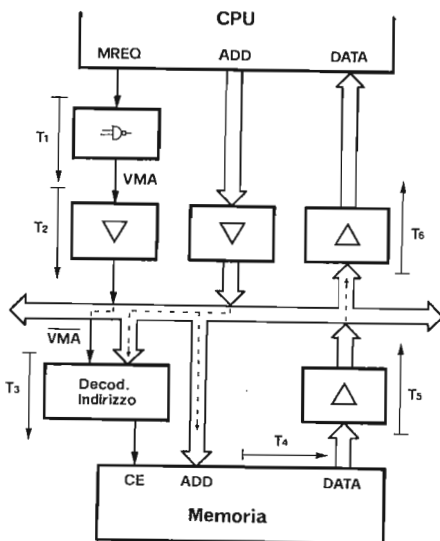 CPU
MREQ ADD DATA
T1
VMA
T2
T6
VMA
T3
Decod.
Indirizzo
T5
T4
CE ADD DATA
Memoria